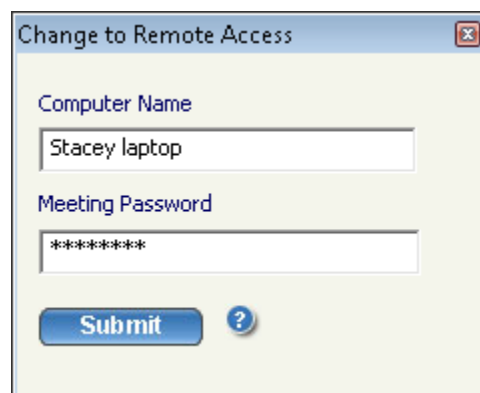 Change to Remote Access
Computer Name
Stacey laptop
Meeting Password
********
Submit
?